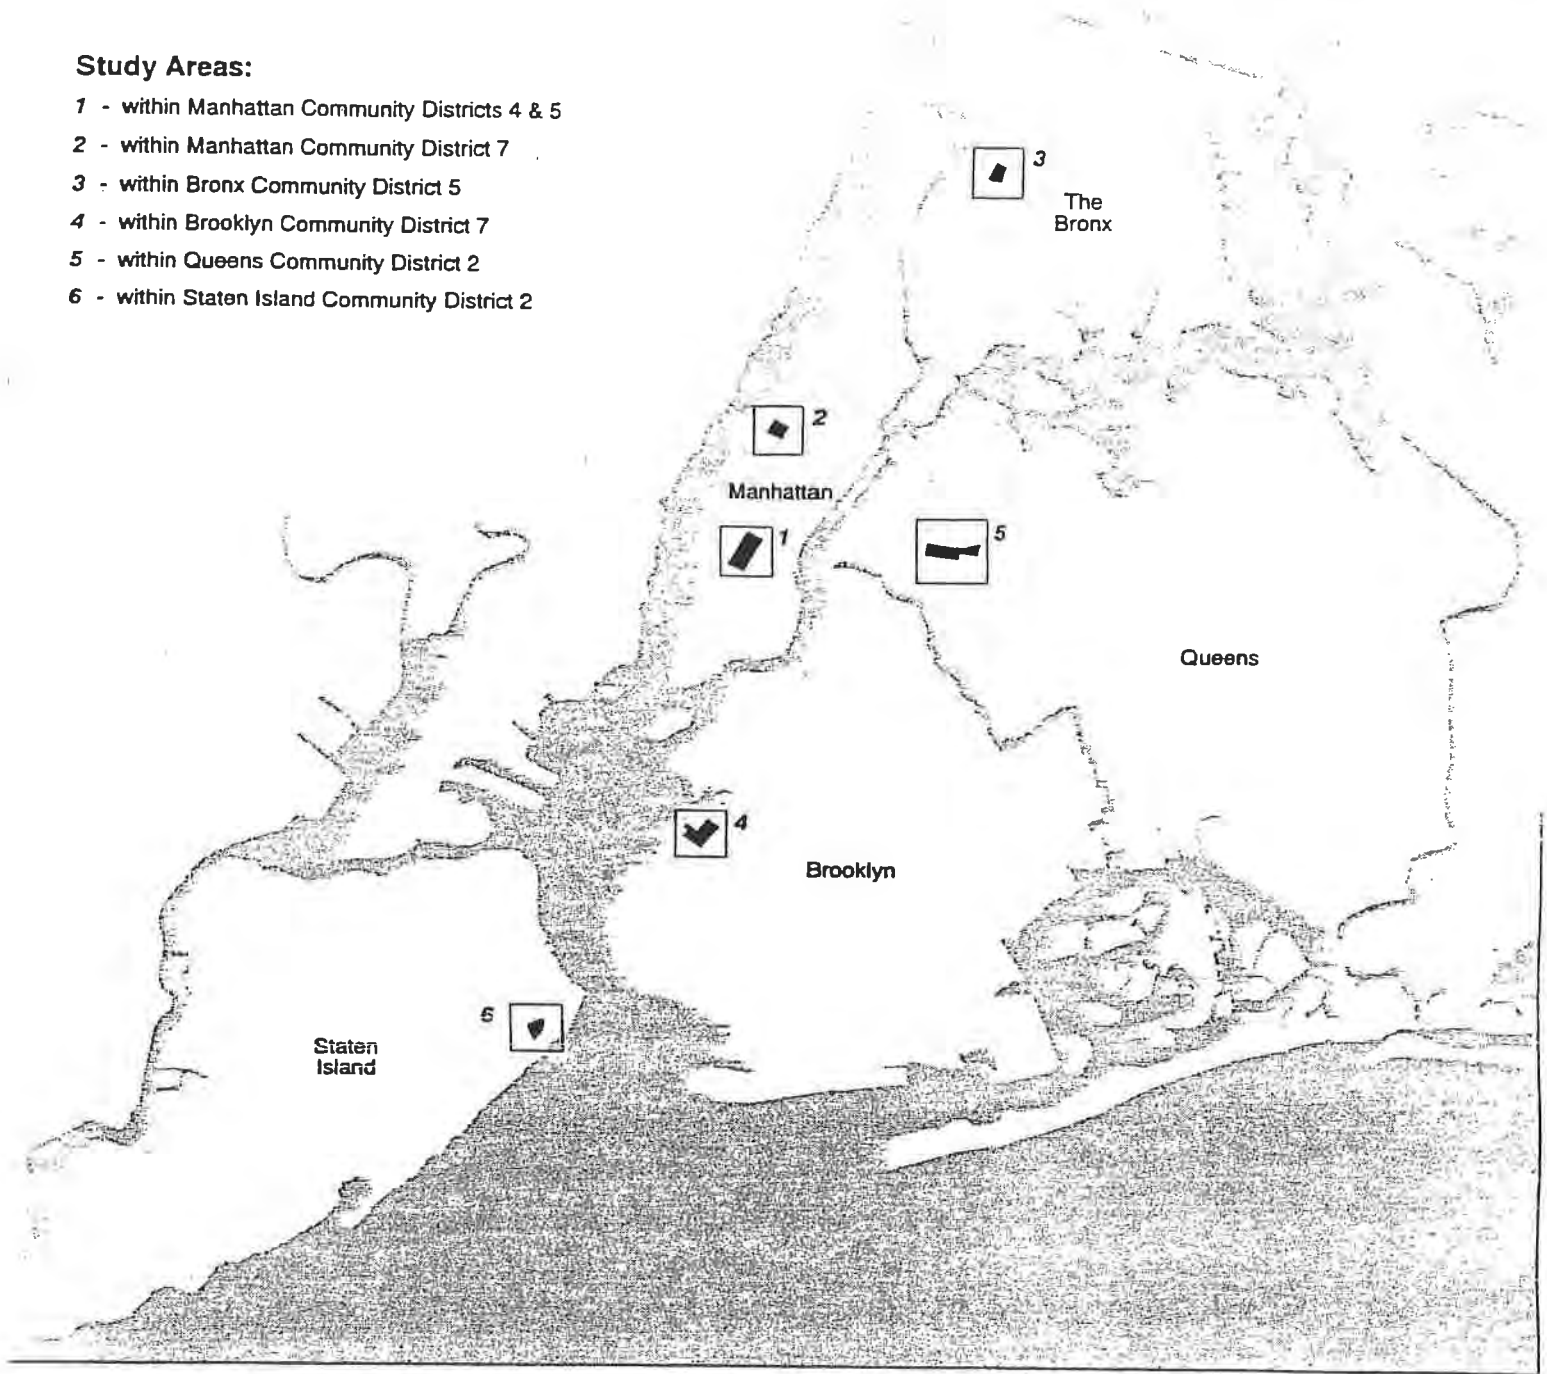 Study Areas:
1 - within Manhattan Community Districts 4 & 5
2 - within Manhattan Community District 7
3 - within Bronx Community District 5
4 - within Brooklyn Community District 7
5 - within Queens Community District 2
6 - within Staten Island Community District 2
3
The
Bronx
2
Manhattan
1
5
Queens
4
Brooklyn
6
Staten
Island